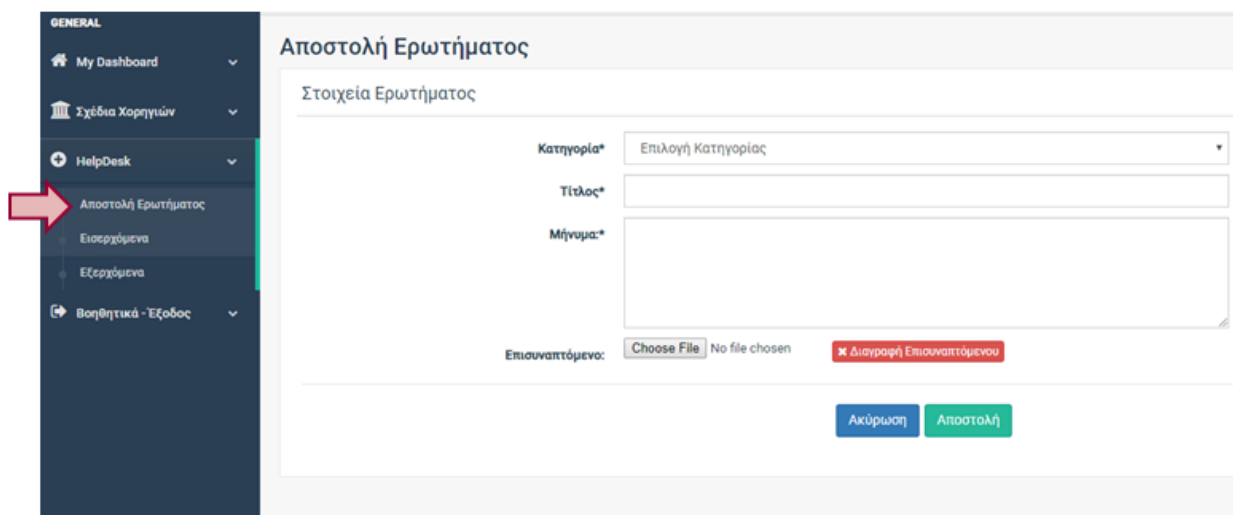 GENERAL
My Dashboard
Σχέδια Χορηγιών
HelpDesk
Αποστολή Ερωτήματος
Εισερχόμενα
Εξερχόμενα
Βοηθητικά - Έξοδος
Αποστολή Ερωτήματος
Στοιχεία Ερωτήματος
Κατηγορία* Επιλογή Κατηγορίας
Τίτλος*
Μήνυμα:*
Επισυναπτόμενο: Choose File No file chosen ✖ Διαγραφή Επισυναπτόμενου
Ακύρωση Αποστολή